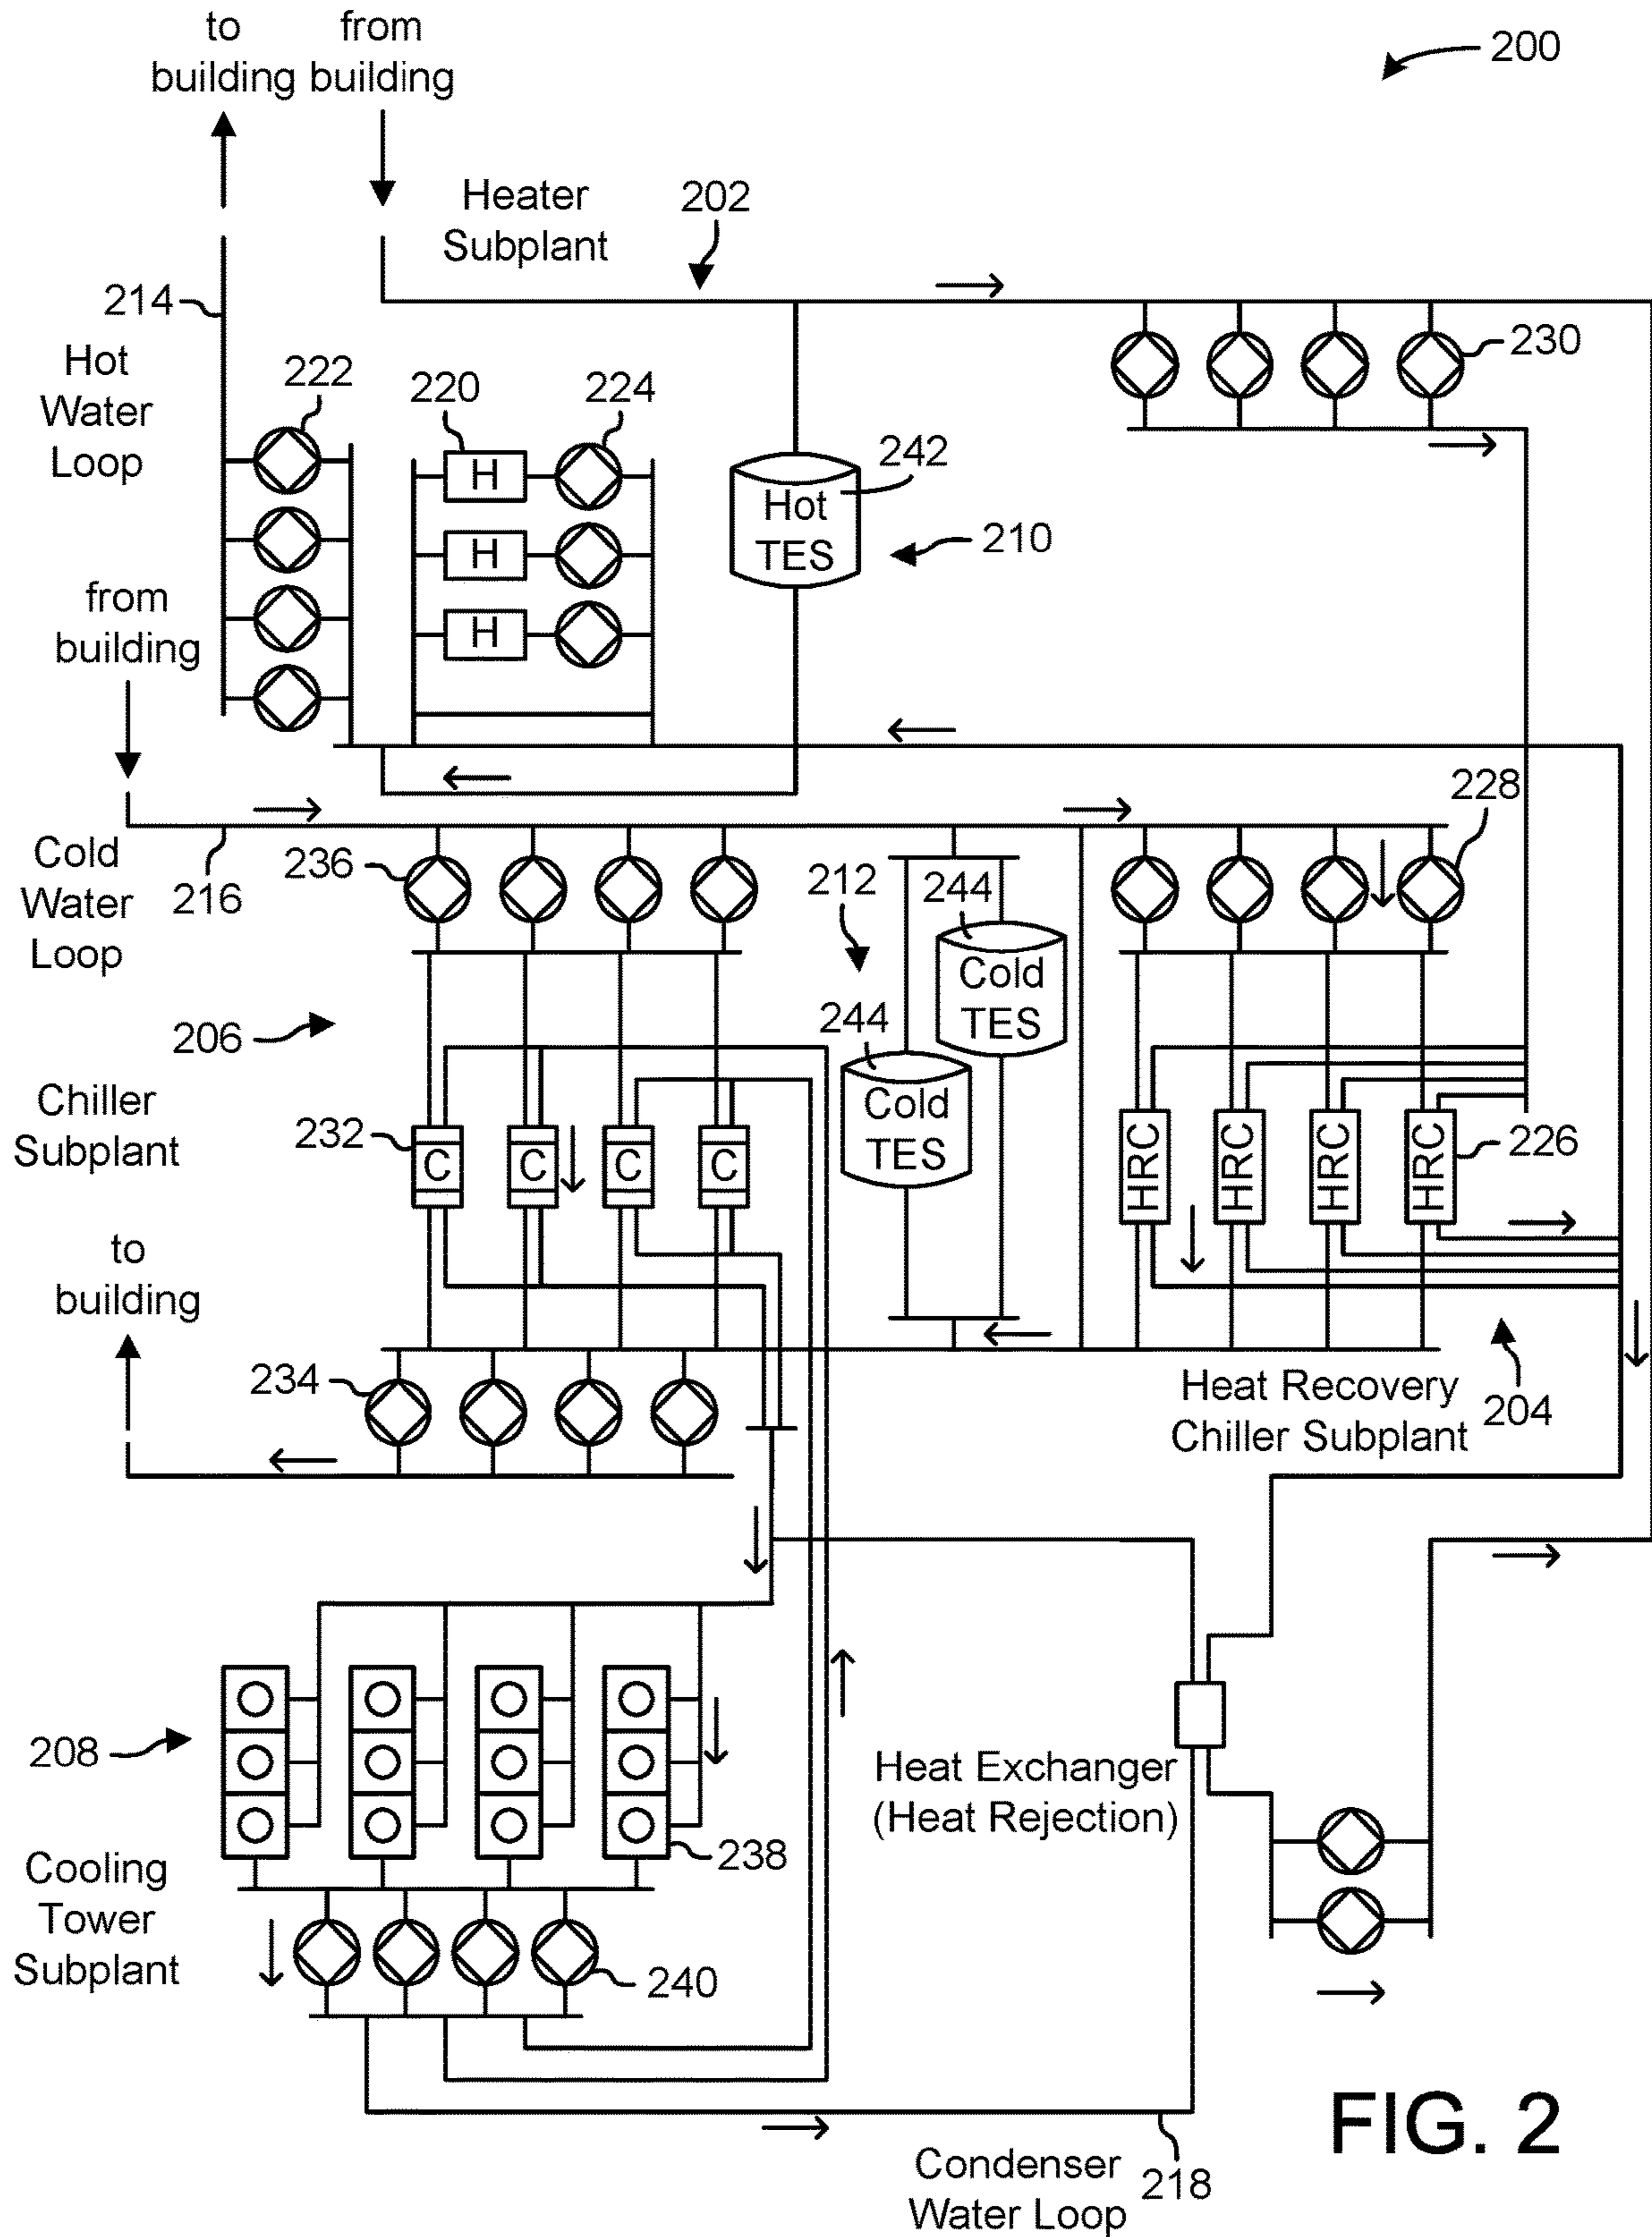 to
building
from
building
200
Heater
Subplant
202
214
Hot
Water
Loop
222
220
224
H
H
H
Hot
TES
242
210
230
from
building
Cold
Water
Loop
216
236
212
244
Cold
TES
244
Cold
TES
228
206
Chiller
Subplant
232
C
C
C
C
HRC
HRC
HRC
HRC
226
to
building
234
Heat Recovery
Chiller Subplant
204
208
Cooling
Tower
Subplant
238
240
Heat Exchanger
(Heat Rejection)
Condenser
Water Loop
218
FIG. 2